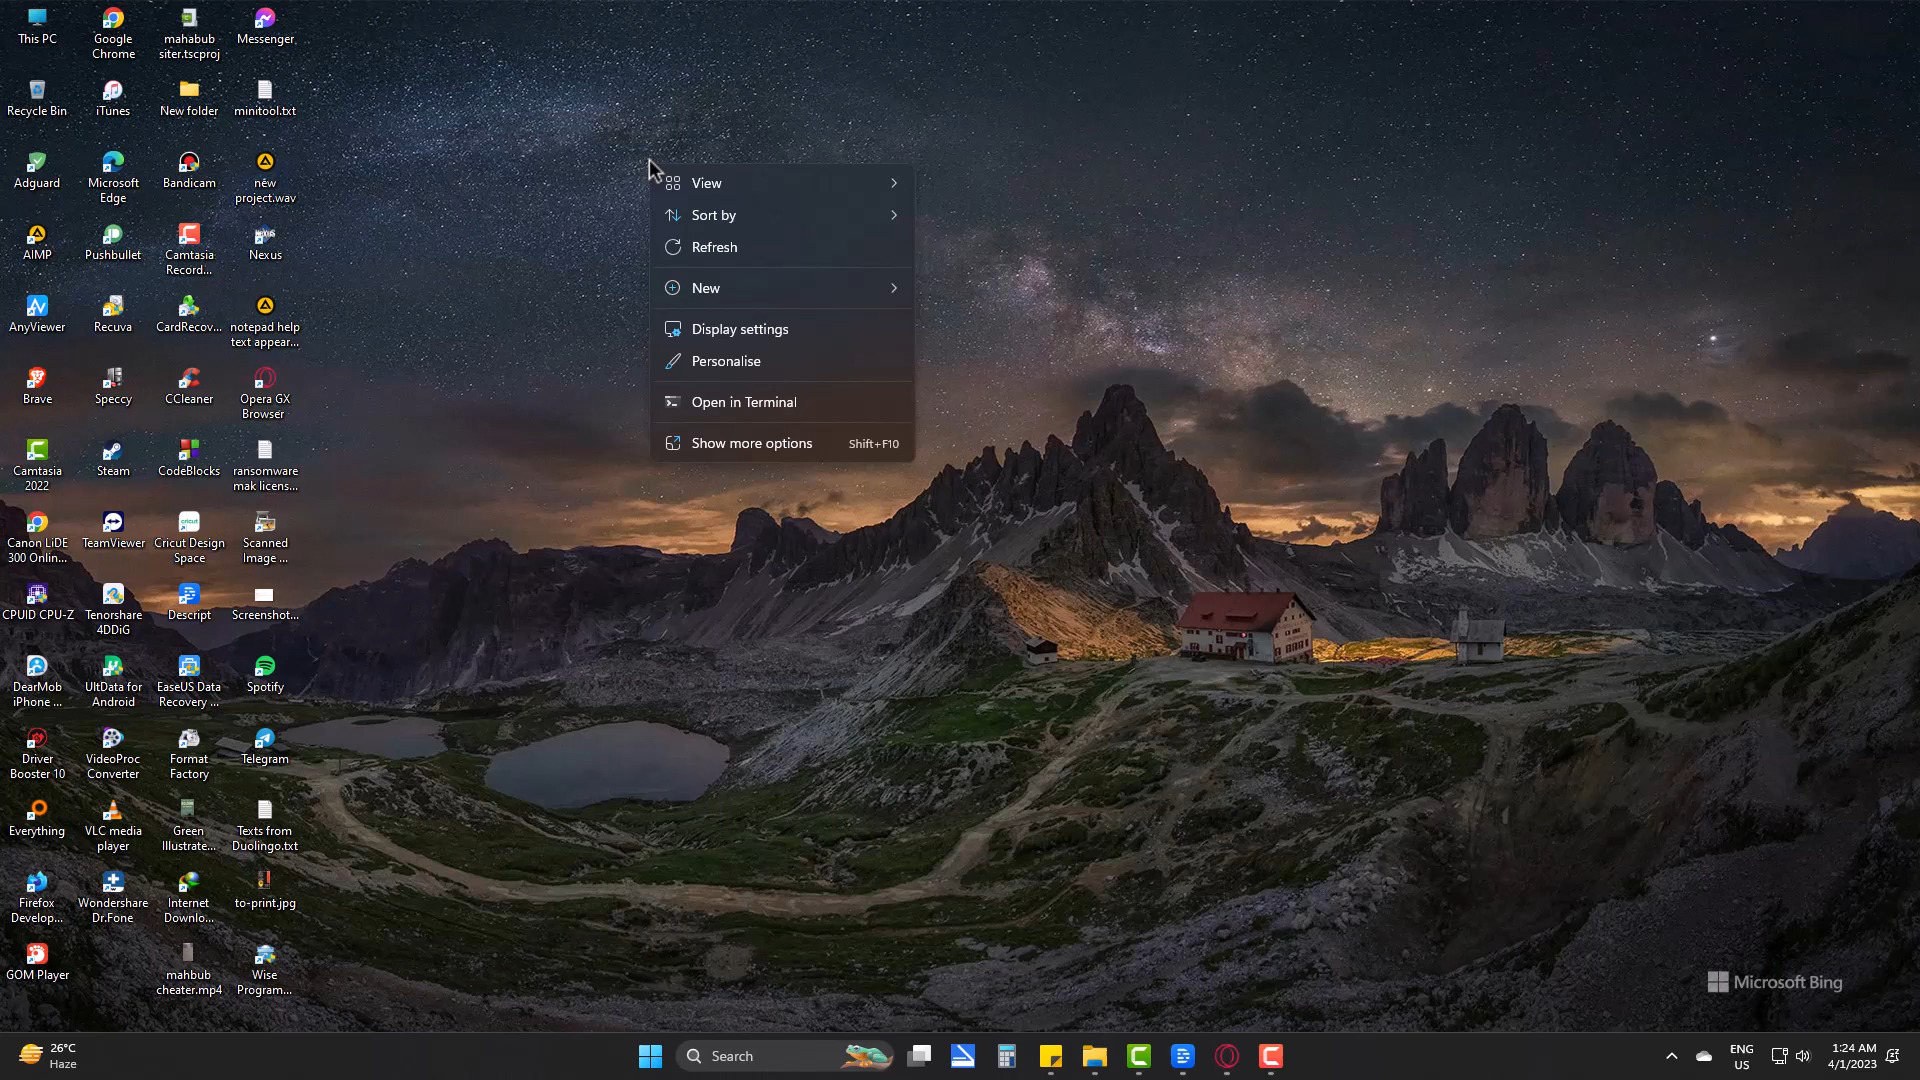 This PC
Google
Chrome
mahabub
siter.tscproj
Messenger
Recycle Bin
iTunes
New folder
minitool.txt
Adguard
Microsoft
Edge
Bandicam
new
project.wav
AIMP
Pushbullet
Camtasia
Record...
Nexus
AnyViewer
Recuva
CardRecov...
notepad help
text appear...
Brave
Speccy
CCleaner
Opera GX
Browser
Camtasia
2022
Steam
CodeBlocks
ransomware
mak licens...
Canon LiDE
300 Onlin...
TeamViewer
Cricut Design
Space
Scanned
Image ...
CPUID CPU-Z
Tenorshare
4DDiG
Descript
Screenshot...
DearMob
iPhone ...
UltData for
Android
EaseUS Data
Recovery ...
Spotify
Driver
Booster 10
VideoProc
Converter
Format
Factory
Telegram
Everything
VLC media
player
Green
Illustrate...
Texts from
Duolingo.txt
Firefox
Develop...
Wondershare
Dr.Fone
Internet
Downlo...
to-print.jpg
GOM Player
mahbub
cheater.mp4
Wise
Program...
View
Sort by
Refresh
New
Display settings
Personalise
Open in Terminal
Show more options Shift+F10
Microsoft Bing
26°C
Haze
Search
ENG
US
1:24 AM
4/1/2023